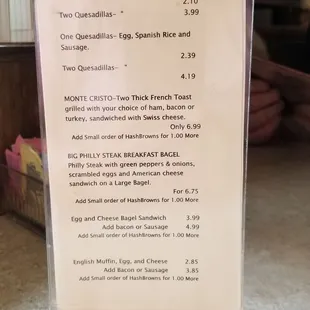 2.10
Two Quesadillas– "
3.99
One Quesadillas– Egg, Spanish Rice and
Sausage.
2.39
Two Quesadillas– "
4.19
MONTE CRISTO–Two Thick French Toast
grilled with your choice of ham, bacon or
turkey, sandwiched with Swiss cheese.
Only 6.99
Add Small order of HashBrowns for 1.00 More
BIG PHILLY STEAK BREAKFAST BAGEL
Philly Steak with green peppers & onions,
scrambled eggs and American cheese
sandwich on a Large Bagel.
For 6.75
Add Small order of HashBrowns for 1.00 More
Egg and Cheese Bagel Sandwich 3.99
Add bacon or Sausage 4.99
Add Small order of HashBrowns for 1.00 More
English Muffin, Egg, and Cheese 2.85
Add Bacon or Sausage 3.85
Add Small order of HashBrowns for 1.00 More